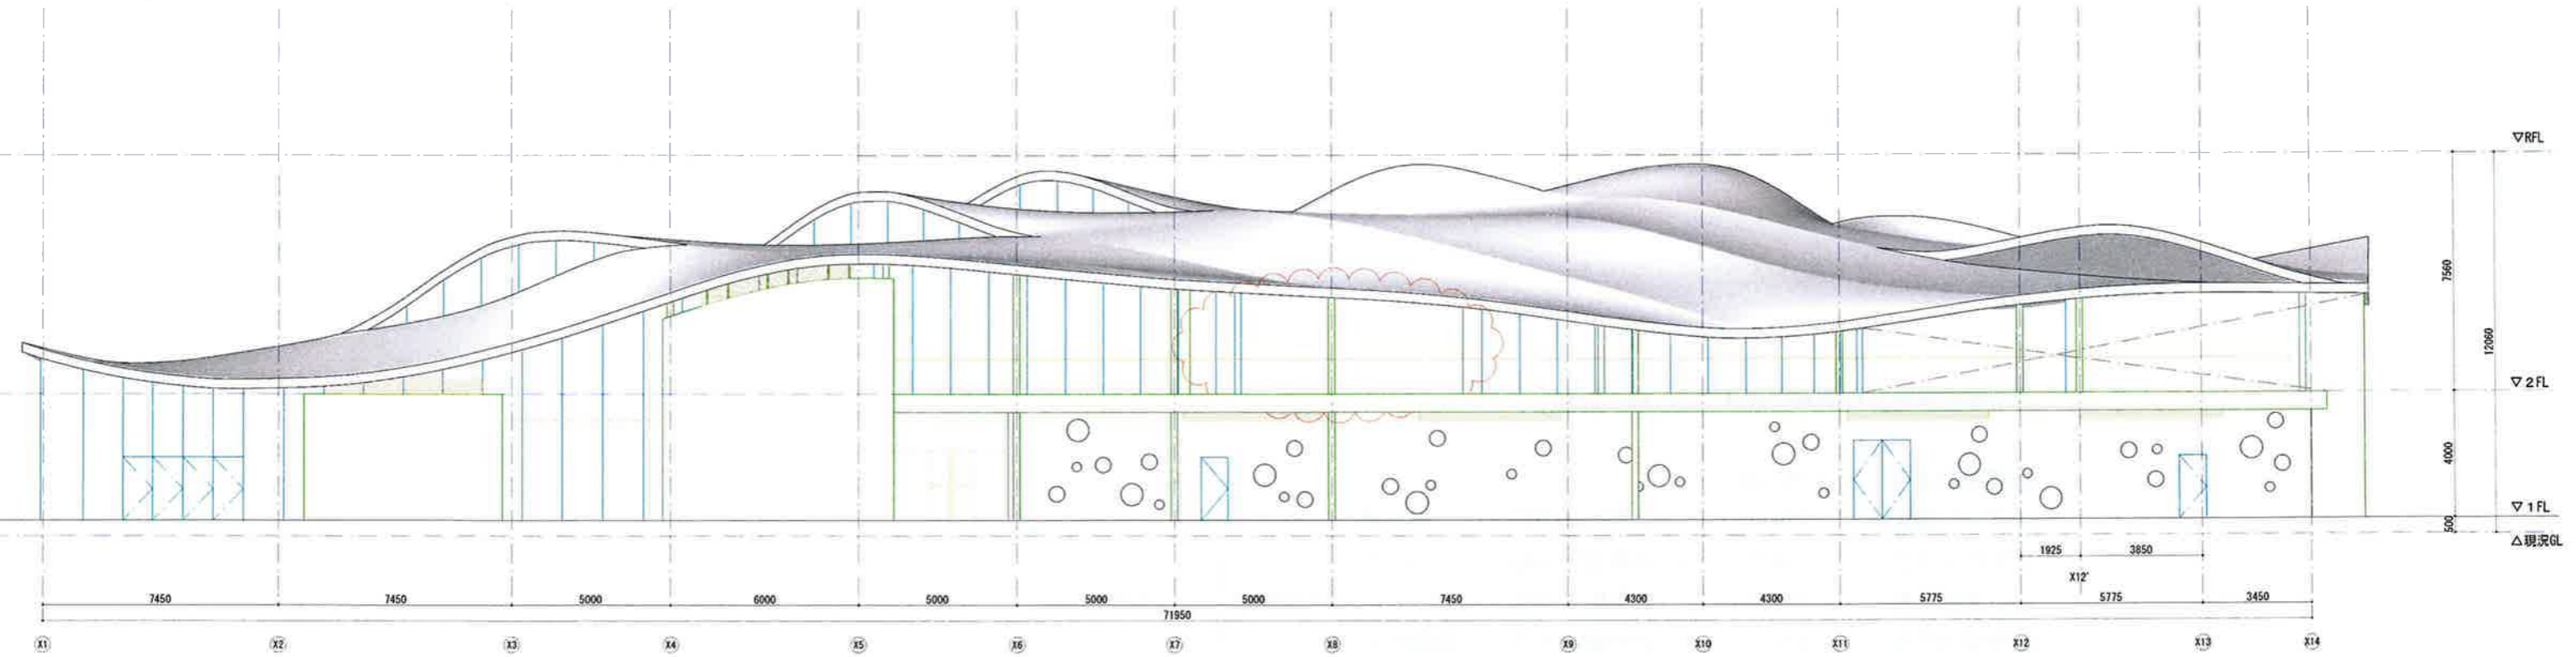 ▽RFL
7560
12060
▽2FL
4000
▽1FL
500
△現況GL
1925 3850
X12'
7450 7450 5000 6000 5000 5000 5000 7450 4300 4300 5775 5775 3450
71950
X1 X2 X3 X4 X5 X6 X7 X8 X9 X10 X11 X12 X13 X14